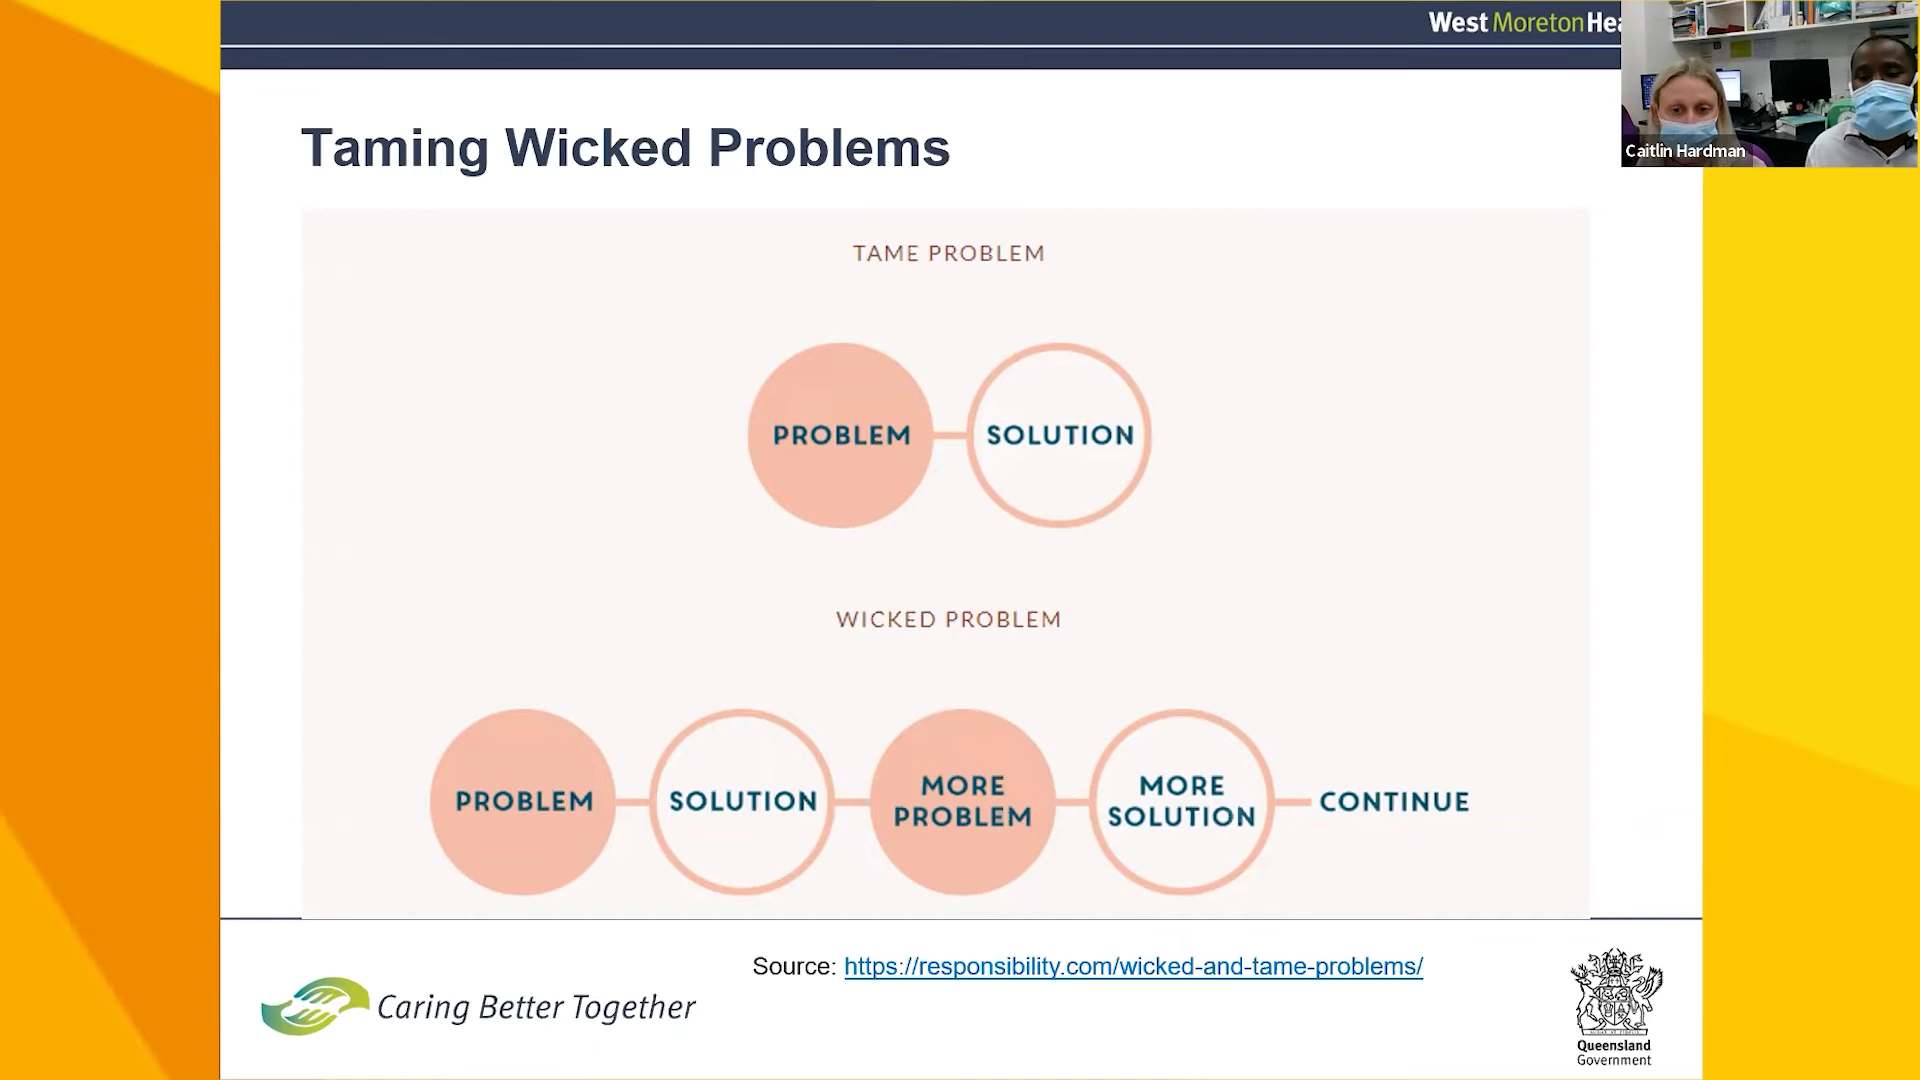 West Moreton Hea
Caitlin Hardman
Taming Wicked Problems
TAME PROBLEM
PROBLEM
SOLUTION
WICKED PROBLEM
PROBLEM
SOLUTION
MORE
PROBLEM
MORE
SOLUTION
CONTINUE
Source: https://responsibility.com/wicked-and-tame-problems/
Caring Better Together
Queensland
Government